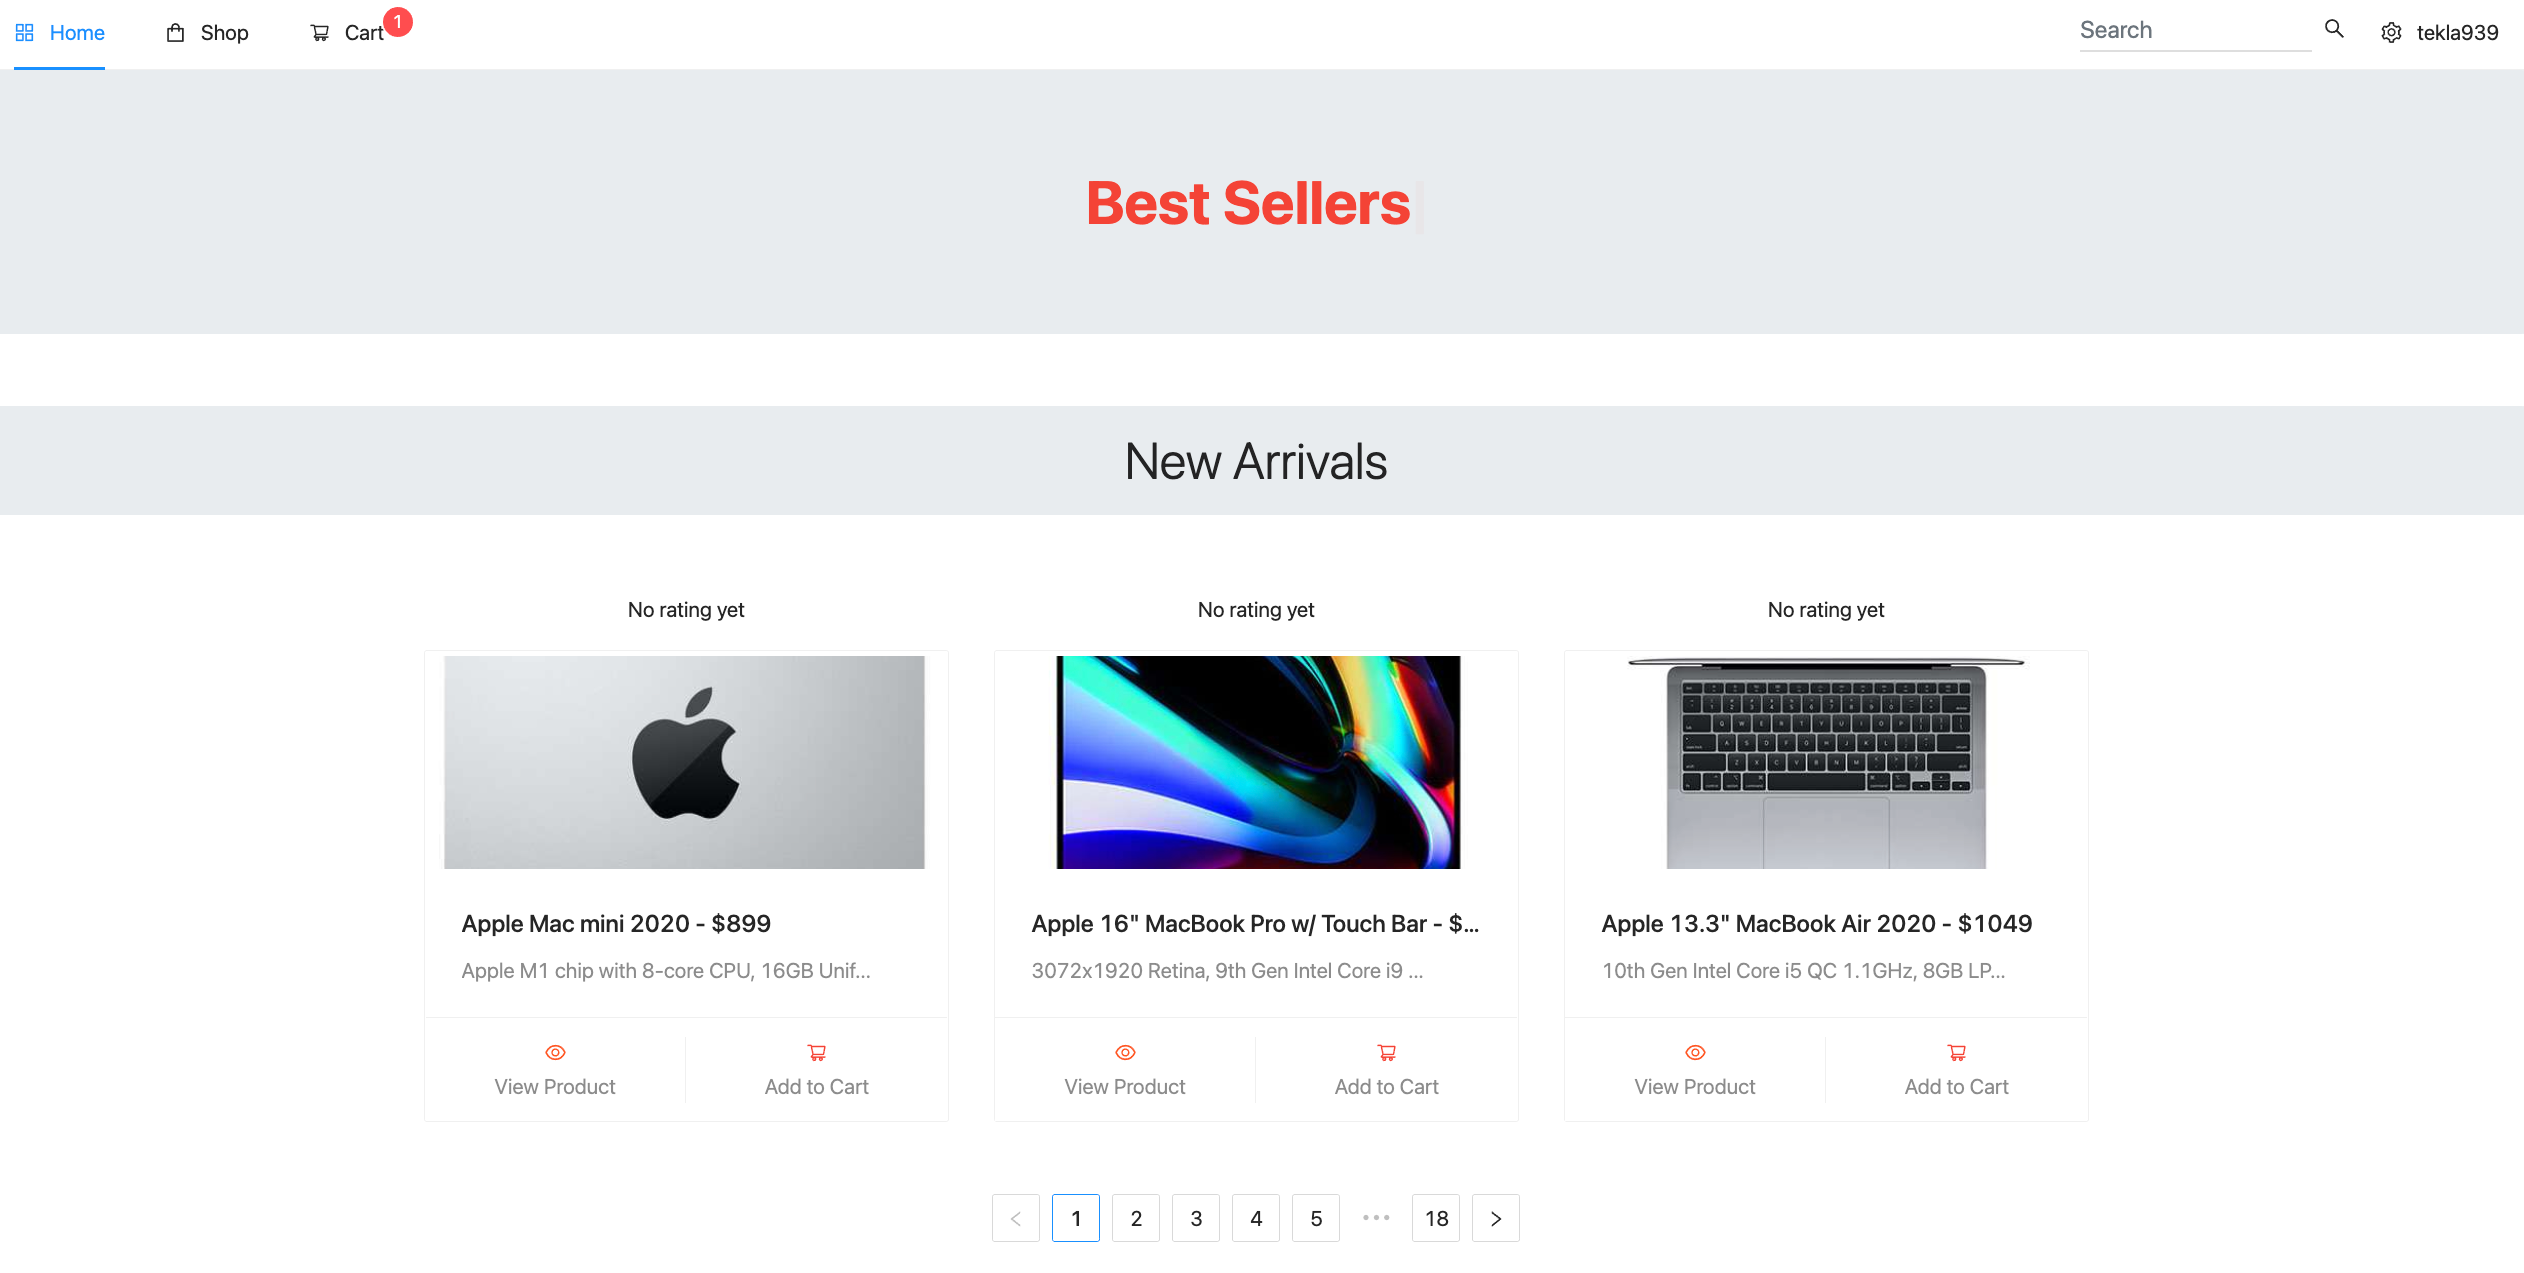 Home Shop Cart 1 Search tekla939
Best Sellers
New Arrivals
No rating yet No rating yet No rating yet
Apple Mac mini 2020 - $899
Apple M1 chip with 8-core CPU, 16GB Unif...
View Product Add to Cart
Apple 16" MacBook Pro w/ Touch Bar - $...
3072x1920 Retina, 9th Gen Intel Core i9 ...
View Product Add to Cart
Apple 13.3" MacBook Air 2020 - $1049
10th Gen Intel Core i5 QC 1.1GHz, 8GB LP...
View Product Add to Cart
< 1 2 3 4 5 ••• 18 >